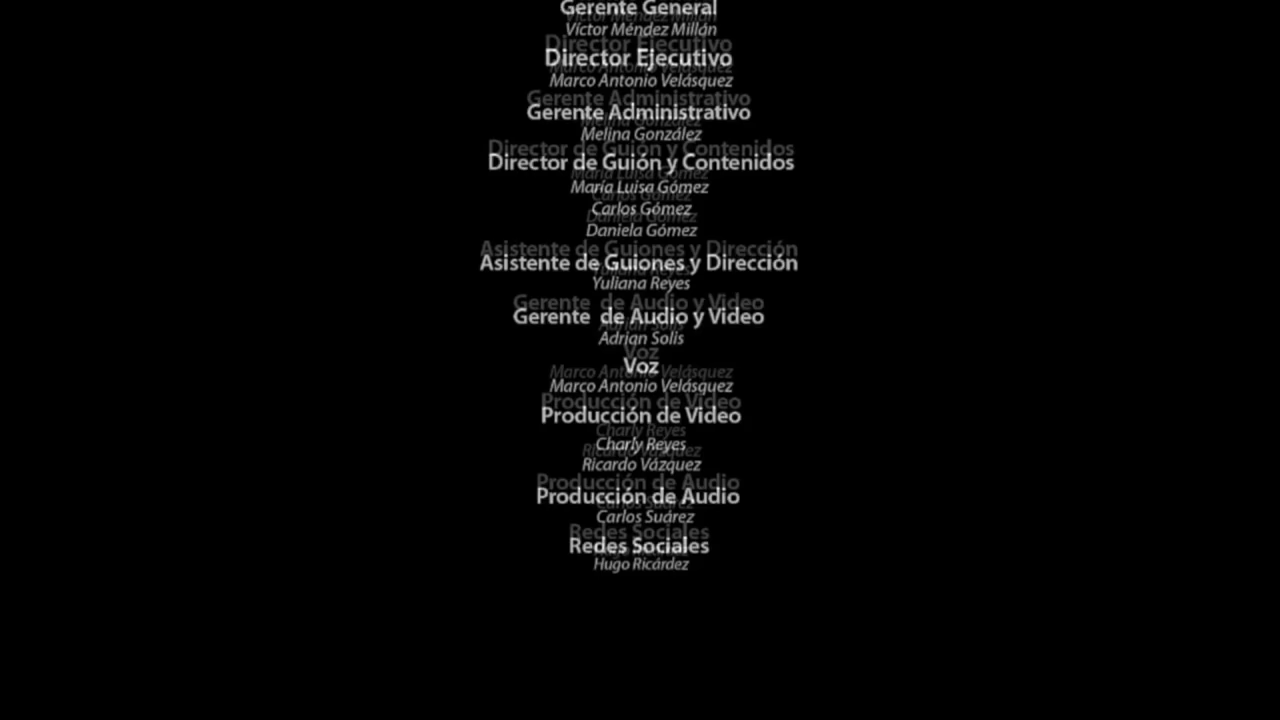 Gerente General
Víctor Méndez Millán
Director Ejecutivo
Marco Antonio Velásquez
Gerente Administrativo
Melina González
Director de Guión y Contenidos
María Luisa Gómez
Carlos Gómez
Daniela Gómez
Asistente de Guiones y Dirección
Yuliana Reyes
Gerente  de Audio y Video
Adrian Solis
Voz
Marco Antonio Velásquez
Producción de Video
Charly Reyes
Ricardo Vázquez
Producción de Audio
Carlos Suárez
Redes Sociales
Hugo Ricárdez